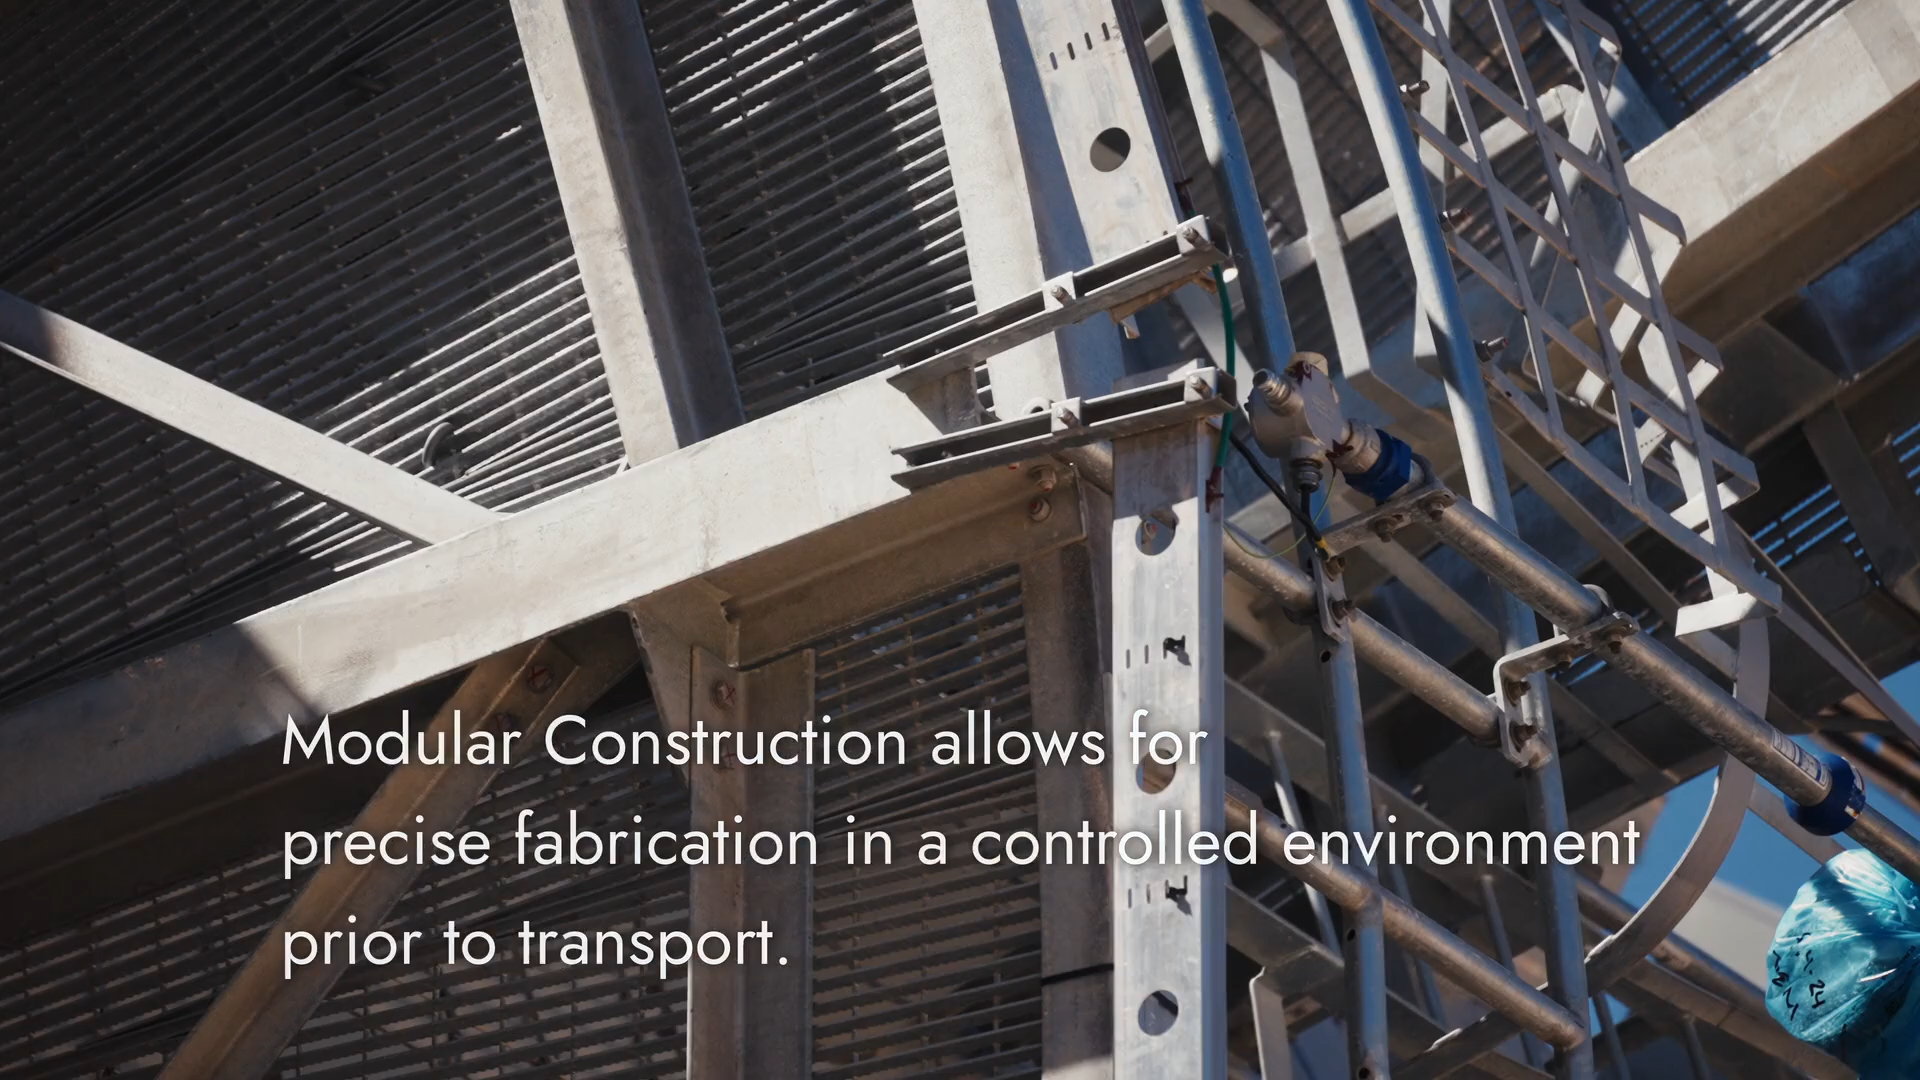 Modular Construction allows for
precise fabrication in a controlled environment
prior to transport.